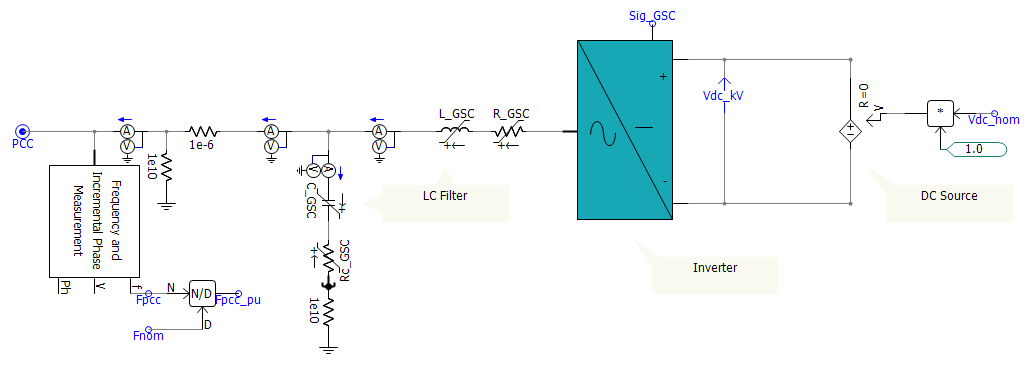 Sig_GSC
+
-
Vdc_kV
R=0
V
+
-
*
Vdc_nom
1.0
PCC
A
V
1e-6
1e10
A
V
A
V
L_GSC
+
R_GSC
+
V
A
C_GSC
+
LC Filter
DC Source
Inverter
Frequency and
Incremental Phase
Measurement
Ph
V
f
Fpcc
N
N/D
Fpcc_pu
D
Fnom
+
Rc_GSC
1e10